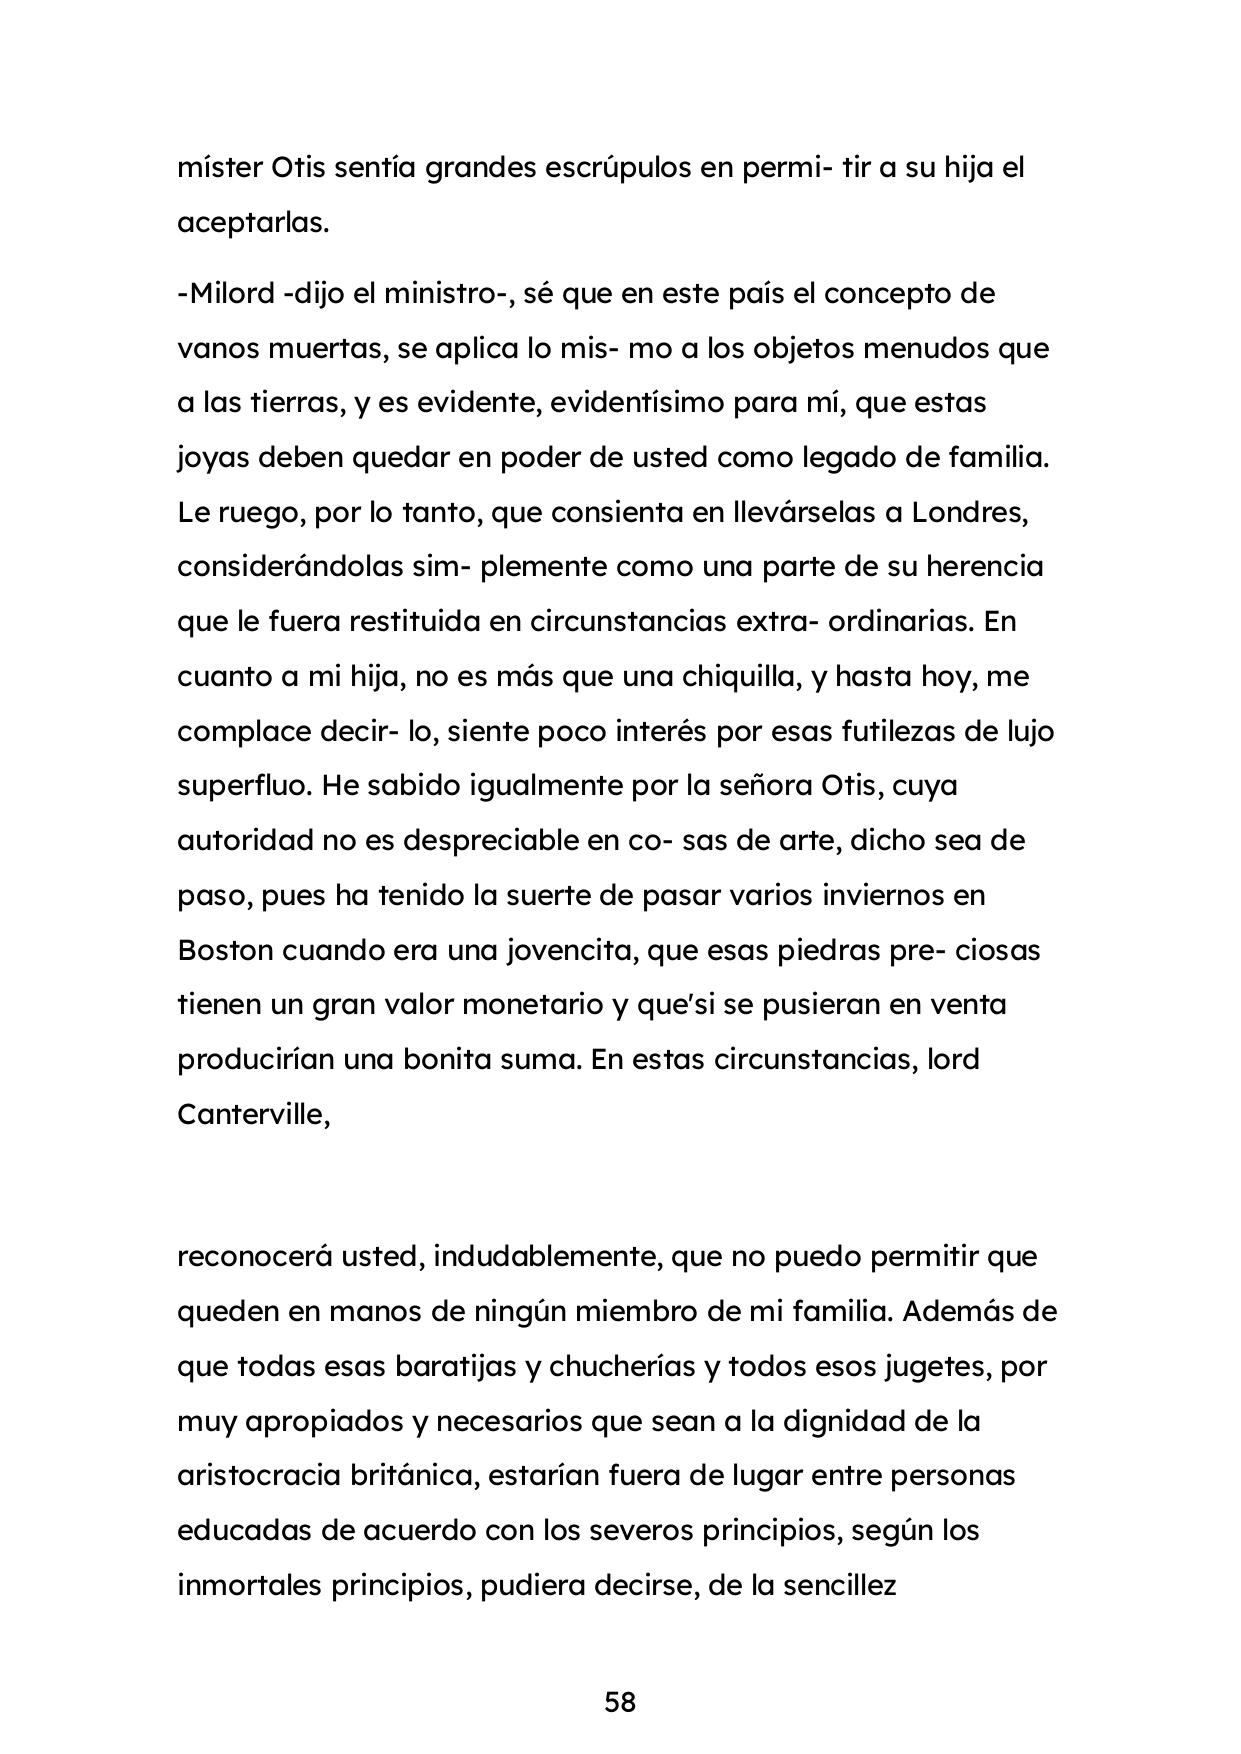 míster Otis sentía grandes escrúpulos en permi- tir a su hija el
aceptarlas.
-Milord -dijo el ministro-, sé que en este país el concepto de
vanos muertas, se aplica lo mis- mo a los objetos menudos que
a las tierras, y es evidente, evidentísimo para mí, que estas
joyas deben quedar en poder de usted como legado de familia.
Le ruego, por lo tanto, que consienta en llevárselas a Londres,
considerándolas sim- plemente como una parte de su herencia
que le fuera restituida en circunstancias extra- ordinarias. En
cuanto a mi hija, no es más que una chiquilla, y hasta hoy, me
complace decir- lo, siente poco interés por esas futilezas de lujo
superfluo. He sabido igualmente por la señora Otis, cuya
autoridad no es despreciable en co- sas de arte, dicho sea de
paso, pues ha tenido la suerte de pasar varios inviernos en
Boston cuando era una jovencita, que esas piedras pre- ciosas
tienen un gran valor monetario y que'si se pusieran en venta
producirían una bonita suma. En estas circunstancias, lord
Canterville,
reconocerá usted, indudablemente, que no puedo permitir que
queden en manos de ningún miembro de mi familia. Además de
que todas esas baratijas y chucherías y todos esos jugetes, por
muy apropiados y necesarios que sean a la dignidad de la
aristocracia británica, estarían fuera de lugar entre personas
educadas de acuerdo con los severos principios, según los
inmortales principios, pudiera decirse, de la sencillez
58